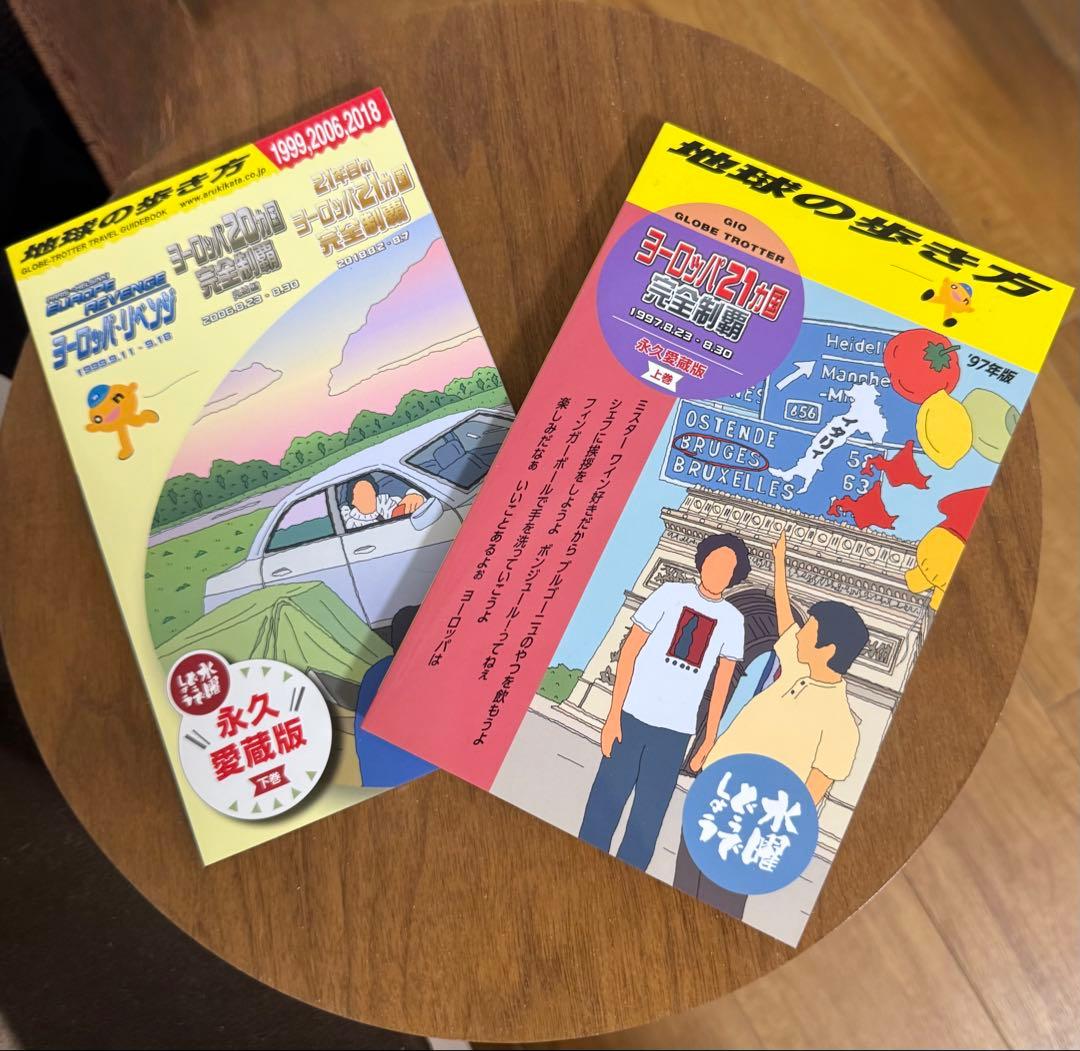 1999,2006,2018
地球の歩き方
www.arukikata.co.jp
GLOBE-TROTTER TRAVEL GUIDEBOOK
EUROPE
REVENGE
ヨーロッパ・リベンジ
1999.9.11 - 9.18
ヨーロッパ20ヵ国
完全制覇
完結編
2006.8.23 - 8.30
21年目の
ヨーロッパ21ヵ国
完全制覇
水曜
どうで
しょう
永久
愛蔵版
下巻
地球の歩き方
GIO
GLOBE TROTTER
ヨーロッパ21ヵ国
完全制覇
1997.8.23 - 8.30
永久愛蔵版
上巻
'97年版
ミスター ワイン好きだから ブルゴーニュのやつを飲もうよ
シェフに挨拶をしようよ ボンジュールーってねぇ
フィンガーボールで手を洗っていこうよ
楽しみだなぁ いいことあるよぉ ヨーロッパは
Heidel
Mannhe
656
OSTENDE
BRUGES
BRUXELLES
イタリア
水曜
どうで
しょう